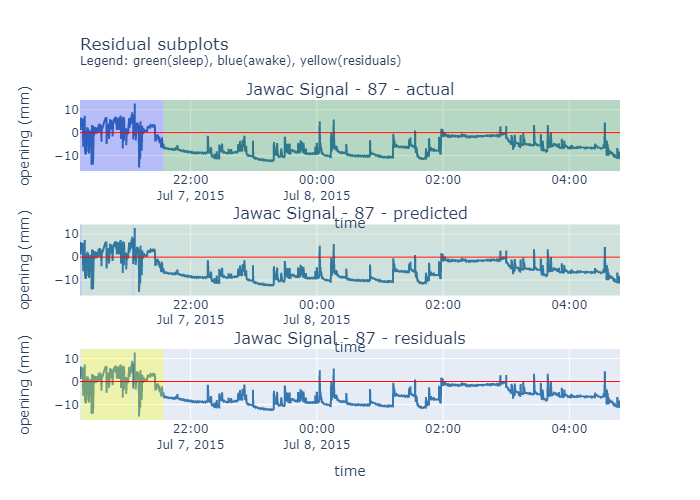 Residual subplots
Legend: green(sleep), blue(awake), yellow(residuals)
Jawac Signal - 87 - actual
opening (mm)
10
0
−10
22:00
Jul 7, 2015
00:00
Jul 8, 2015
02:00
04:00
time
Jawac Signal - 87 - predicted
opening (mm)
10
0
−10
22:00
Jul 7, 2015
00:00
Jul 8, 2015
02:00
04:00
time
Jawac Signal - 87 - residuals
opening (mm)
10
0
−10
22:00
Jul 7, 2015
00:00
Jul 8, 2015
02:00
04:00
time